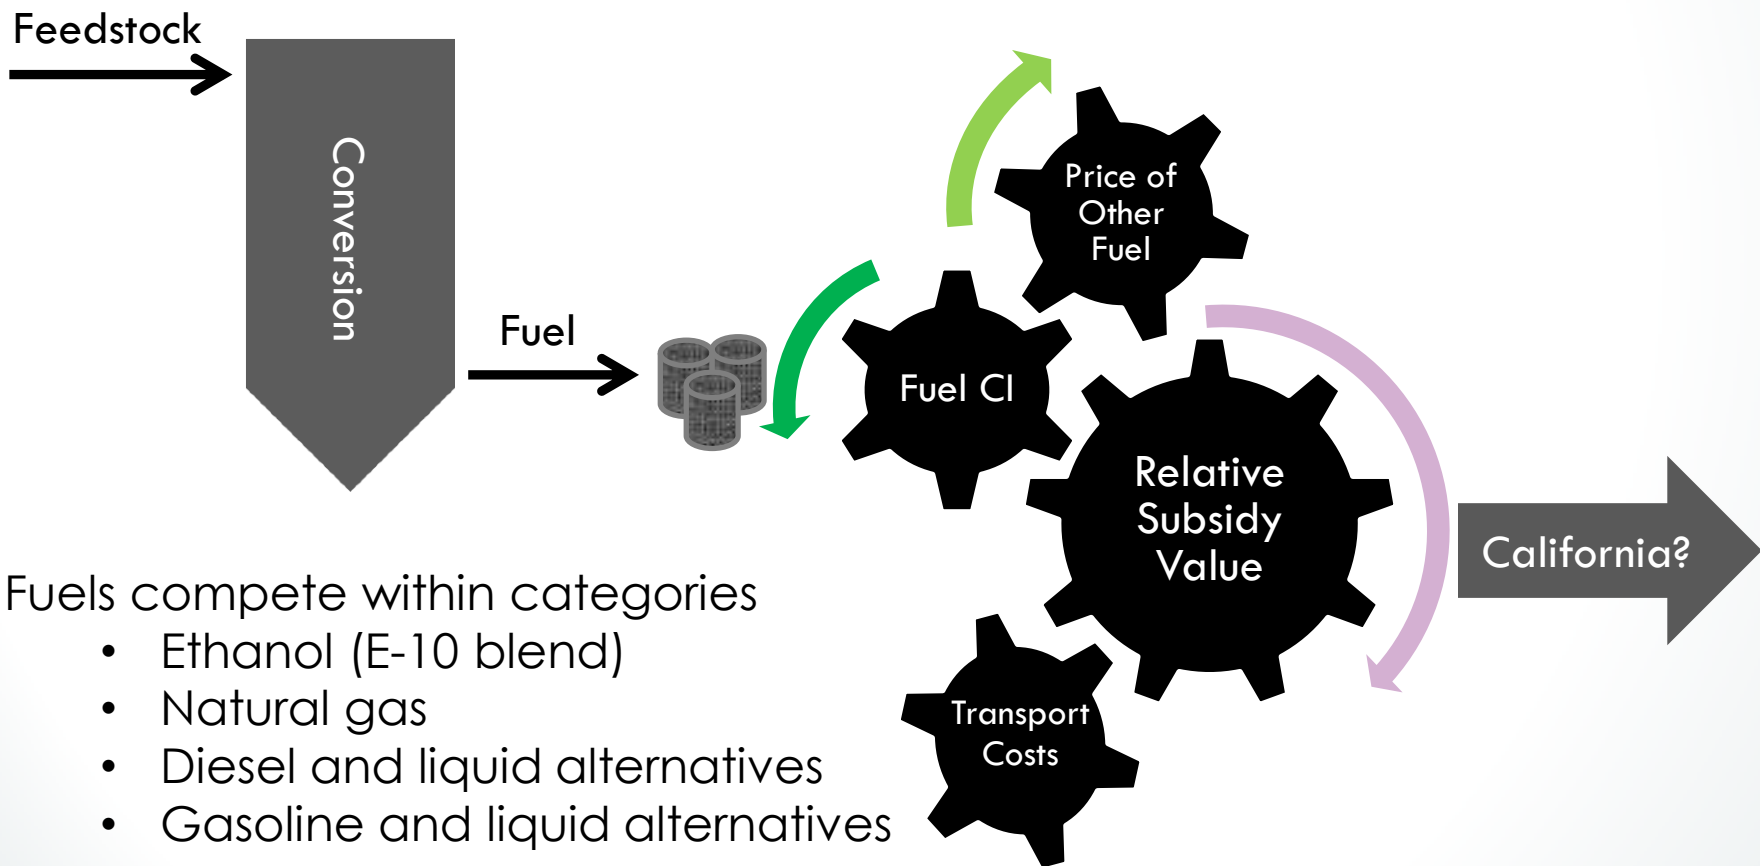 Feedstock
Conversion
Fuel
Price of
Other
Fuel
Fuel CI
Relative
Subsidy
Value
California?
Transport
Costs
Fuels compete within categories
• Ethanol (E-10 blend)
• Natural gas
• Diesel and liquid alternatives
• Gasoline and liquid alternatives